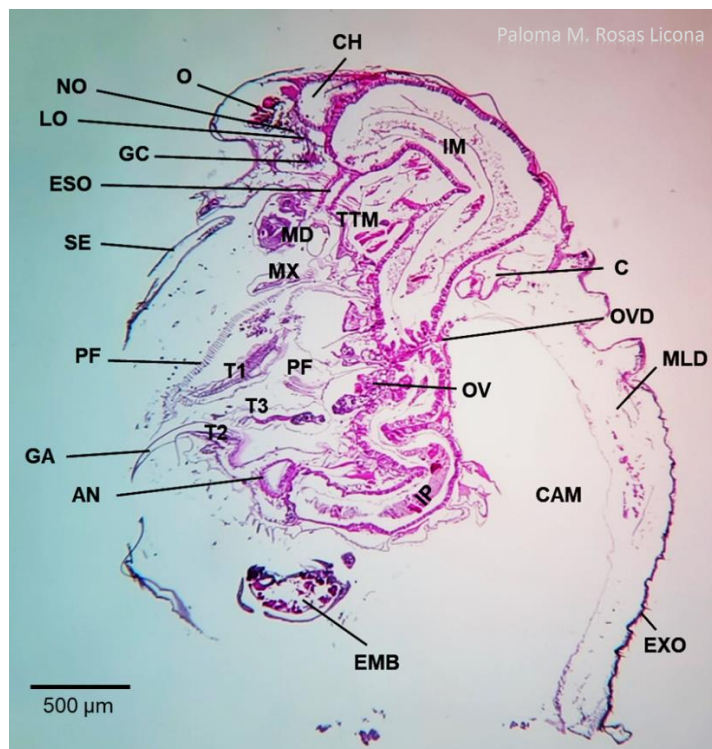 Paloma M. Rosas Licona
CH
O
NO
LO
GC
ESO
IM
TTM
MD
SE
MX
C
OVD
MLD
PF
T1
PF
OV
T3
T2
GA
AN
IP
CAM
EMB
EXO
500 µm